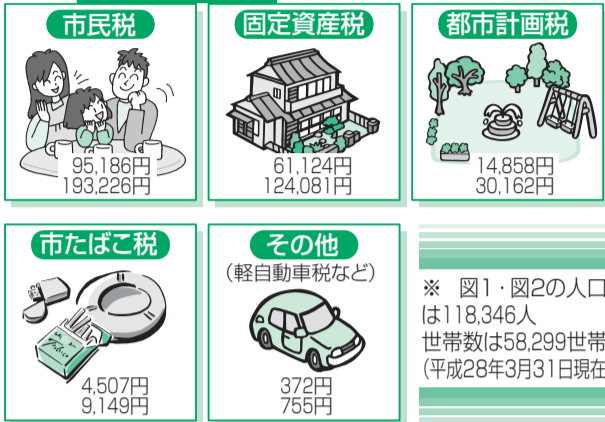 市民税
95,186円
193,226円
固定資産税
61,124円
124,081円
都市計画税
14,858円
30,162円
市たばこ税
4,507円
9,149円
その他
(軽自動車税など)
372円
755円
※ 図1・図2の人口
は118,346人
世帯数は58,299世帯
(平成28年3月31日現在